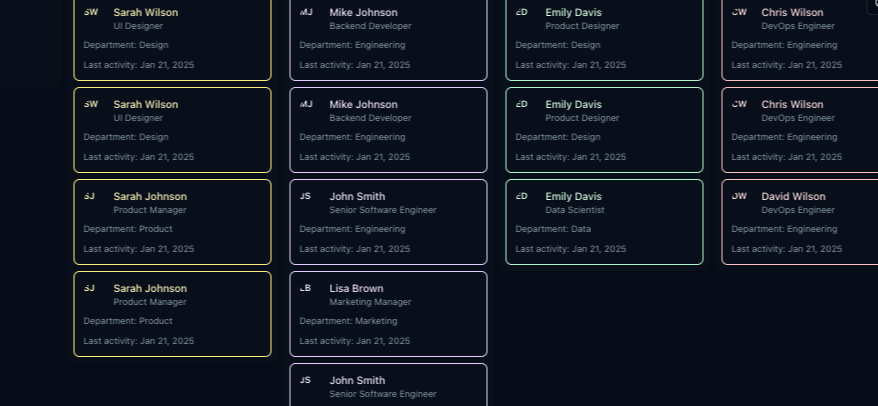 SW Sarah Wilson
UI Designer
Department: Design
Last activity: Jan 21, 2025
SW Sarah Wilson
UI Designer
Department: Design
Last activity: Jan 21, 2025
SJ Sarah Johnson
Product Manager
Department: Product
Last activity: Jan 21, 2025
SJ Sarah Johnson
Product Manager
Department: Product
Last activity: Jan 21, 2025
MJ Mike Johnson
Backend Developer
Department: Engineering
Last activity: Jan 21, 2025
MJ Mike Johnson
Backend Developer
Department: Engineering
Last activity: Jan 21, 2025
JS John Smith
Senior Software Engineer
Department: Engineering
Last activity: Jan 21, 2025
LB Lisa Brown
Marketing Manager
Department: Marketing
Last activity: Jan 21, 2025
JS John Smith
Senior Software Engineer
ED Emily Davis
Product Designer
Department: Design
Last activity: Jan 21, 2025
ED Emily Davis
Product Designer
Department: Design
Last activity: Jan 21, 2025
ED Emily Davis
Data Scientist
Department: Data
Last activity: Jan 21, 2025
CW Chris Wilson
DevOps Engineer
Department: Engineering
Last activity: Jan 21, 2025
CW Chris Wilson
DevOps Engineer
Department: Engineering
Last activity: Jan 21, 2025
DW David Wilson
DevOps Engineer
Department: Engineering
Last activity: Jan 21, 2025